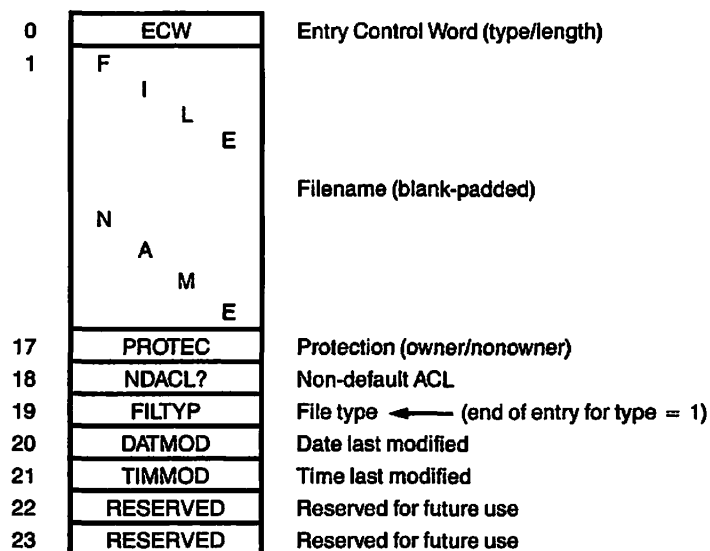 0 ECW Entry Control Word (type/length)
1 F
I
L
E
Filename (blank-padded)
N
A
M
E
17 PROTEC Protection (owner/nonowner)
18 NDACL? Non-default ACL
19 FILTYP File type ← (end of entry for type = 1)
20 DATMOD Date last modified
21 TIMMOD Time last modified
22 RESERVED Reserved for future use
23 RESERVED Reserved for future use